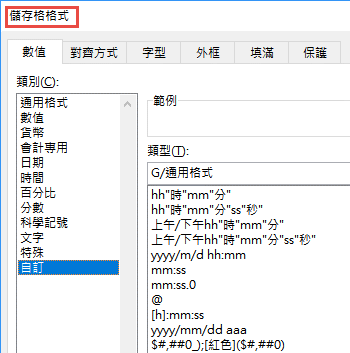 儲存格格式
數值 對齊方式 字型 外框 填滿 保護
類別(C):
通用格式
數值
貨幣
會計專用
日期
時間
百分比
分數
科學記號
文字
特殊
自訂
範例
類型(T):
G/通用格式
hh"時"mm"分"
hh"時"mm"分"ss"秒"
上午/下午hh"時"mm"分"
上午/下午hh"時"mm"分"ss"秒"
yyyy/m/d hh:mm
mm:ss
mm:ss.0
@
[h]:mm:ss
yyyy/mm/dd aaa
$#,##0_);[紅色]($#,##0)